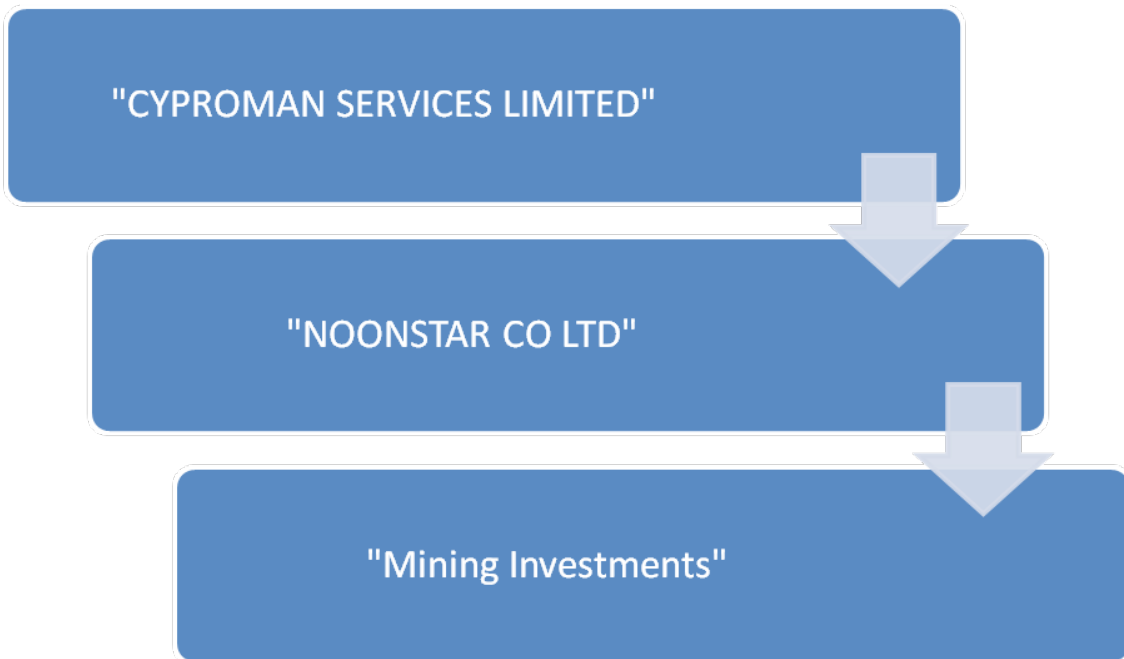 "CYPROMAN SERVICES LIMITED"
"NOONSTAR CO LTD"
"Mining Investments"